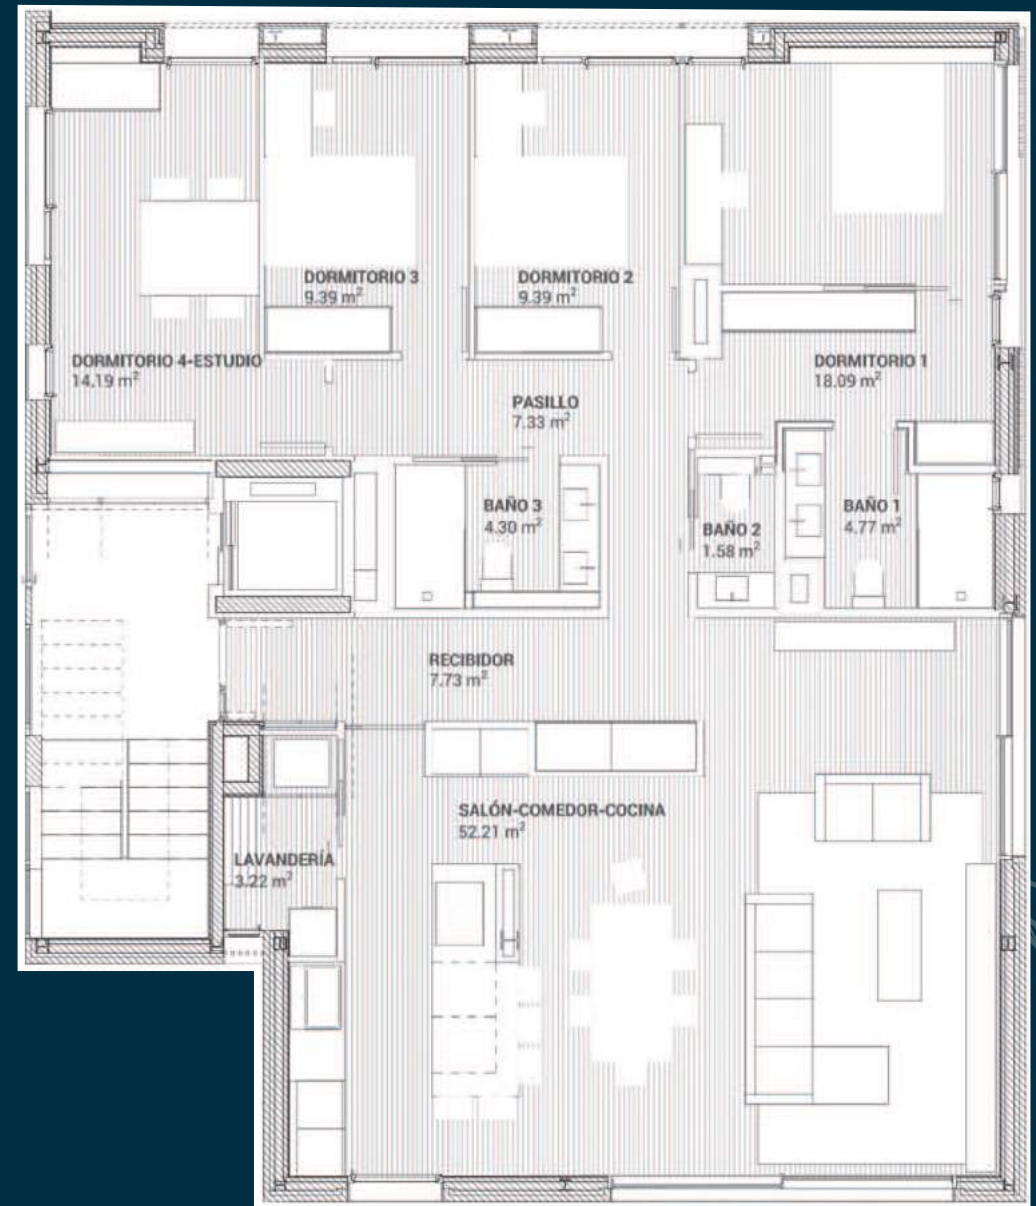 DORMITORIO 3
9.39 m²
DORMITORIO 2
9.39 m²
DORMITORIO 4-ESTUDIO
14.19 m²
DORMITORIO 1
18.09 m²
PASILLO
7.33 m²
BAÑO 3
4.30 m²
BAÑO 2
1.58 m²
BAÑO 1
4.77 m²
RECIBIDOR
7.73 m²
SALÓN-COMEDOR-COCINA
52.21 m²
LAVANDERÍA
3.22 m²